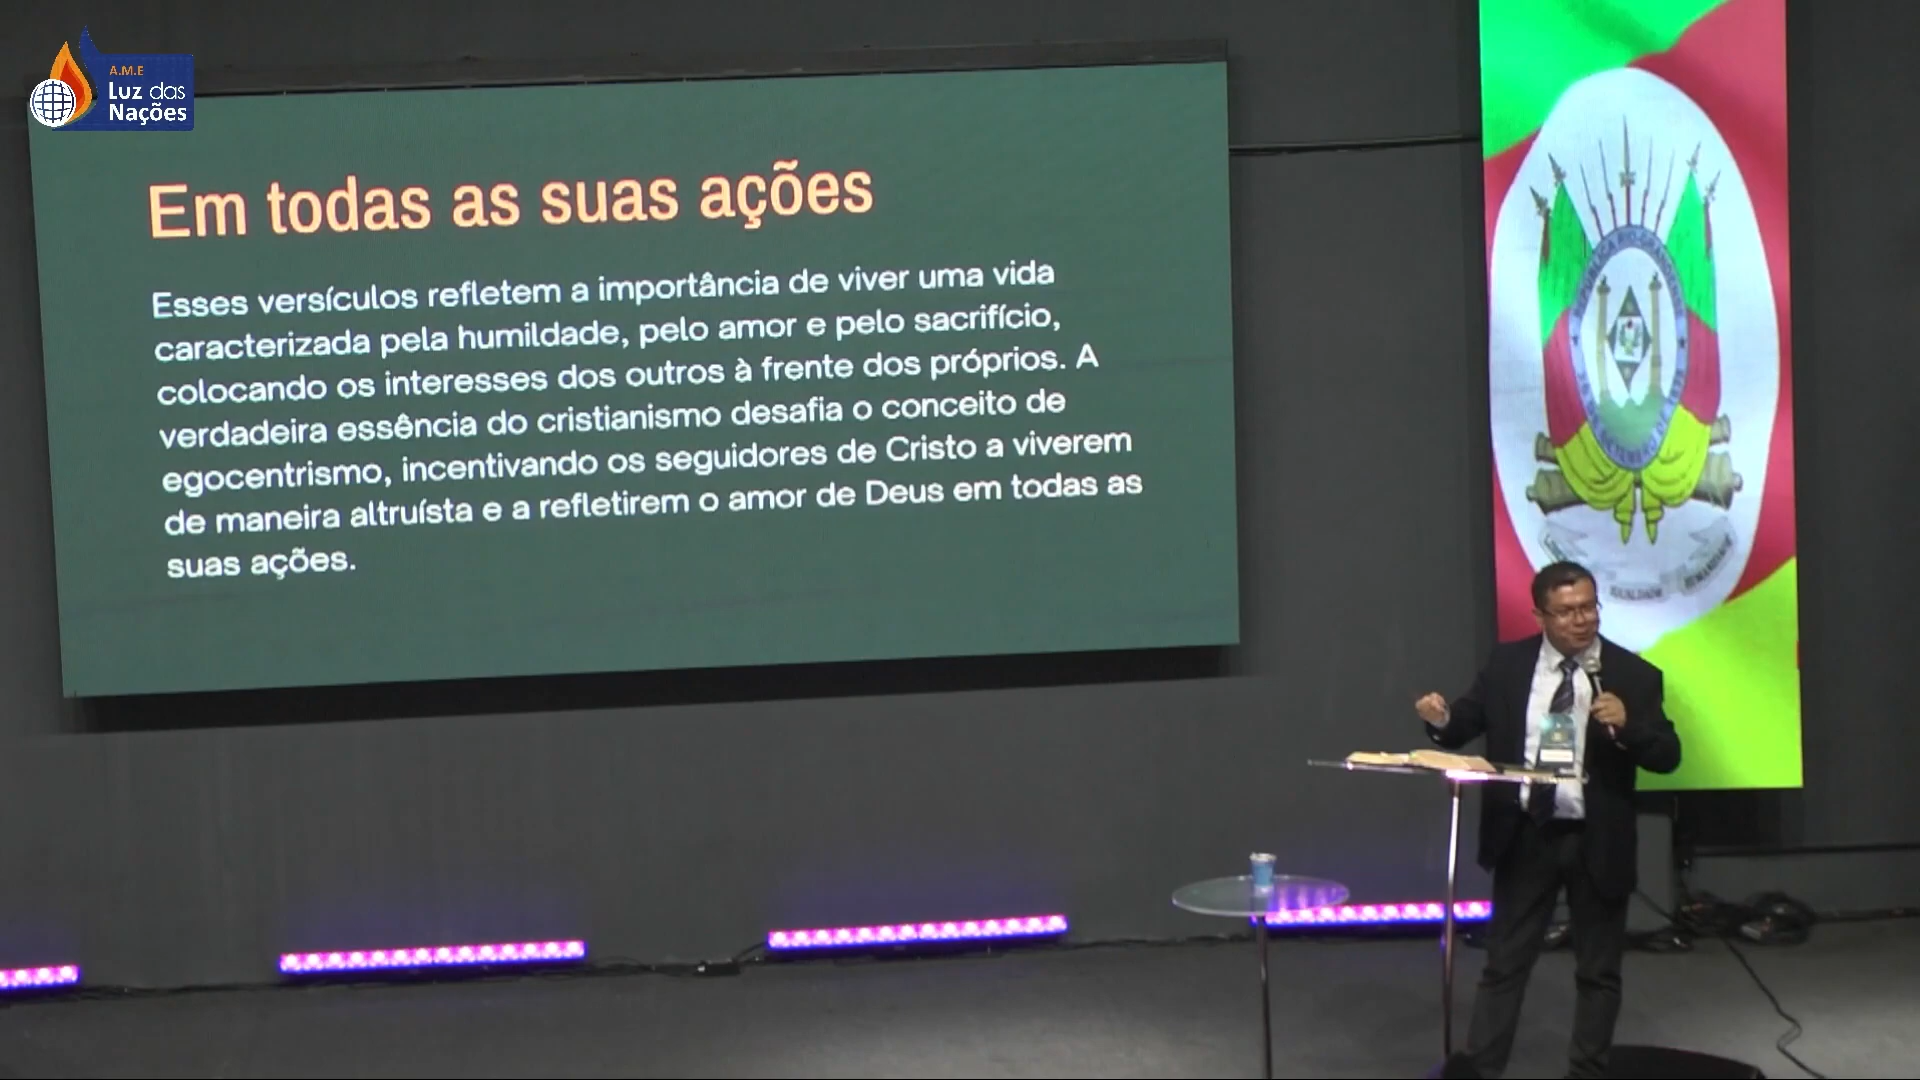 A.M.E
Luz das
Nações
Em todas as suas ações
Esses versículos refletem a importância de viver uma vida
caracterizada pela humildade, pelo amor e pelo sacrifício,
colocando os interesses dos outros à frente dos próprios. A
verdadeira essência do cristianismo desafia o conceito de
egocentrismo, incentivando os seguidores de Cristo a viverem
de maneira altruísta e a refletirem o amor de Deus em todas as
suas ações.
IGUALDADE
HUMANIDADE